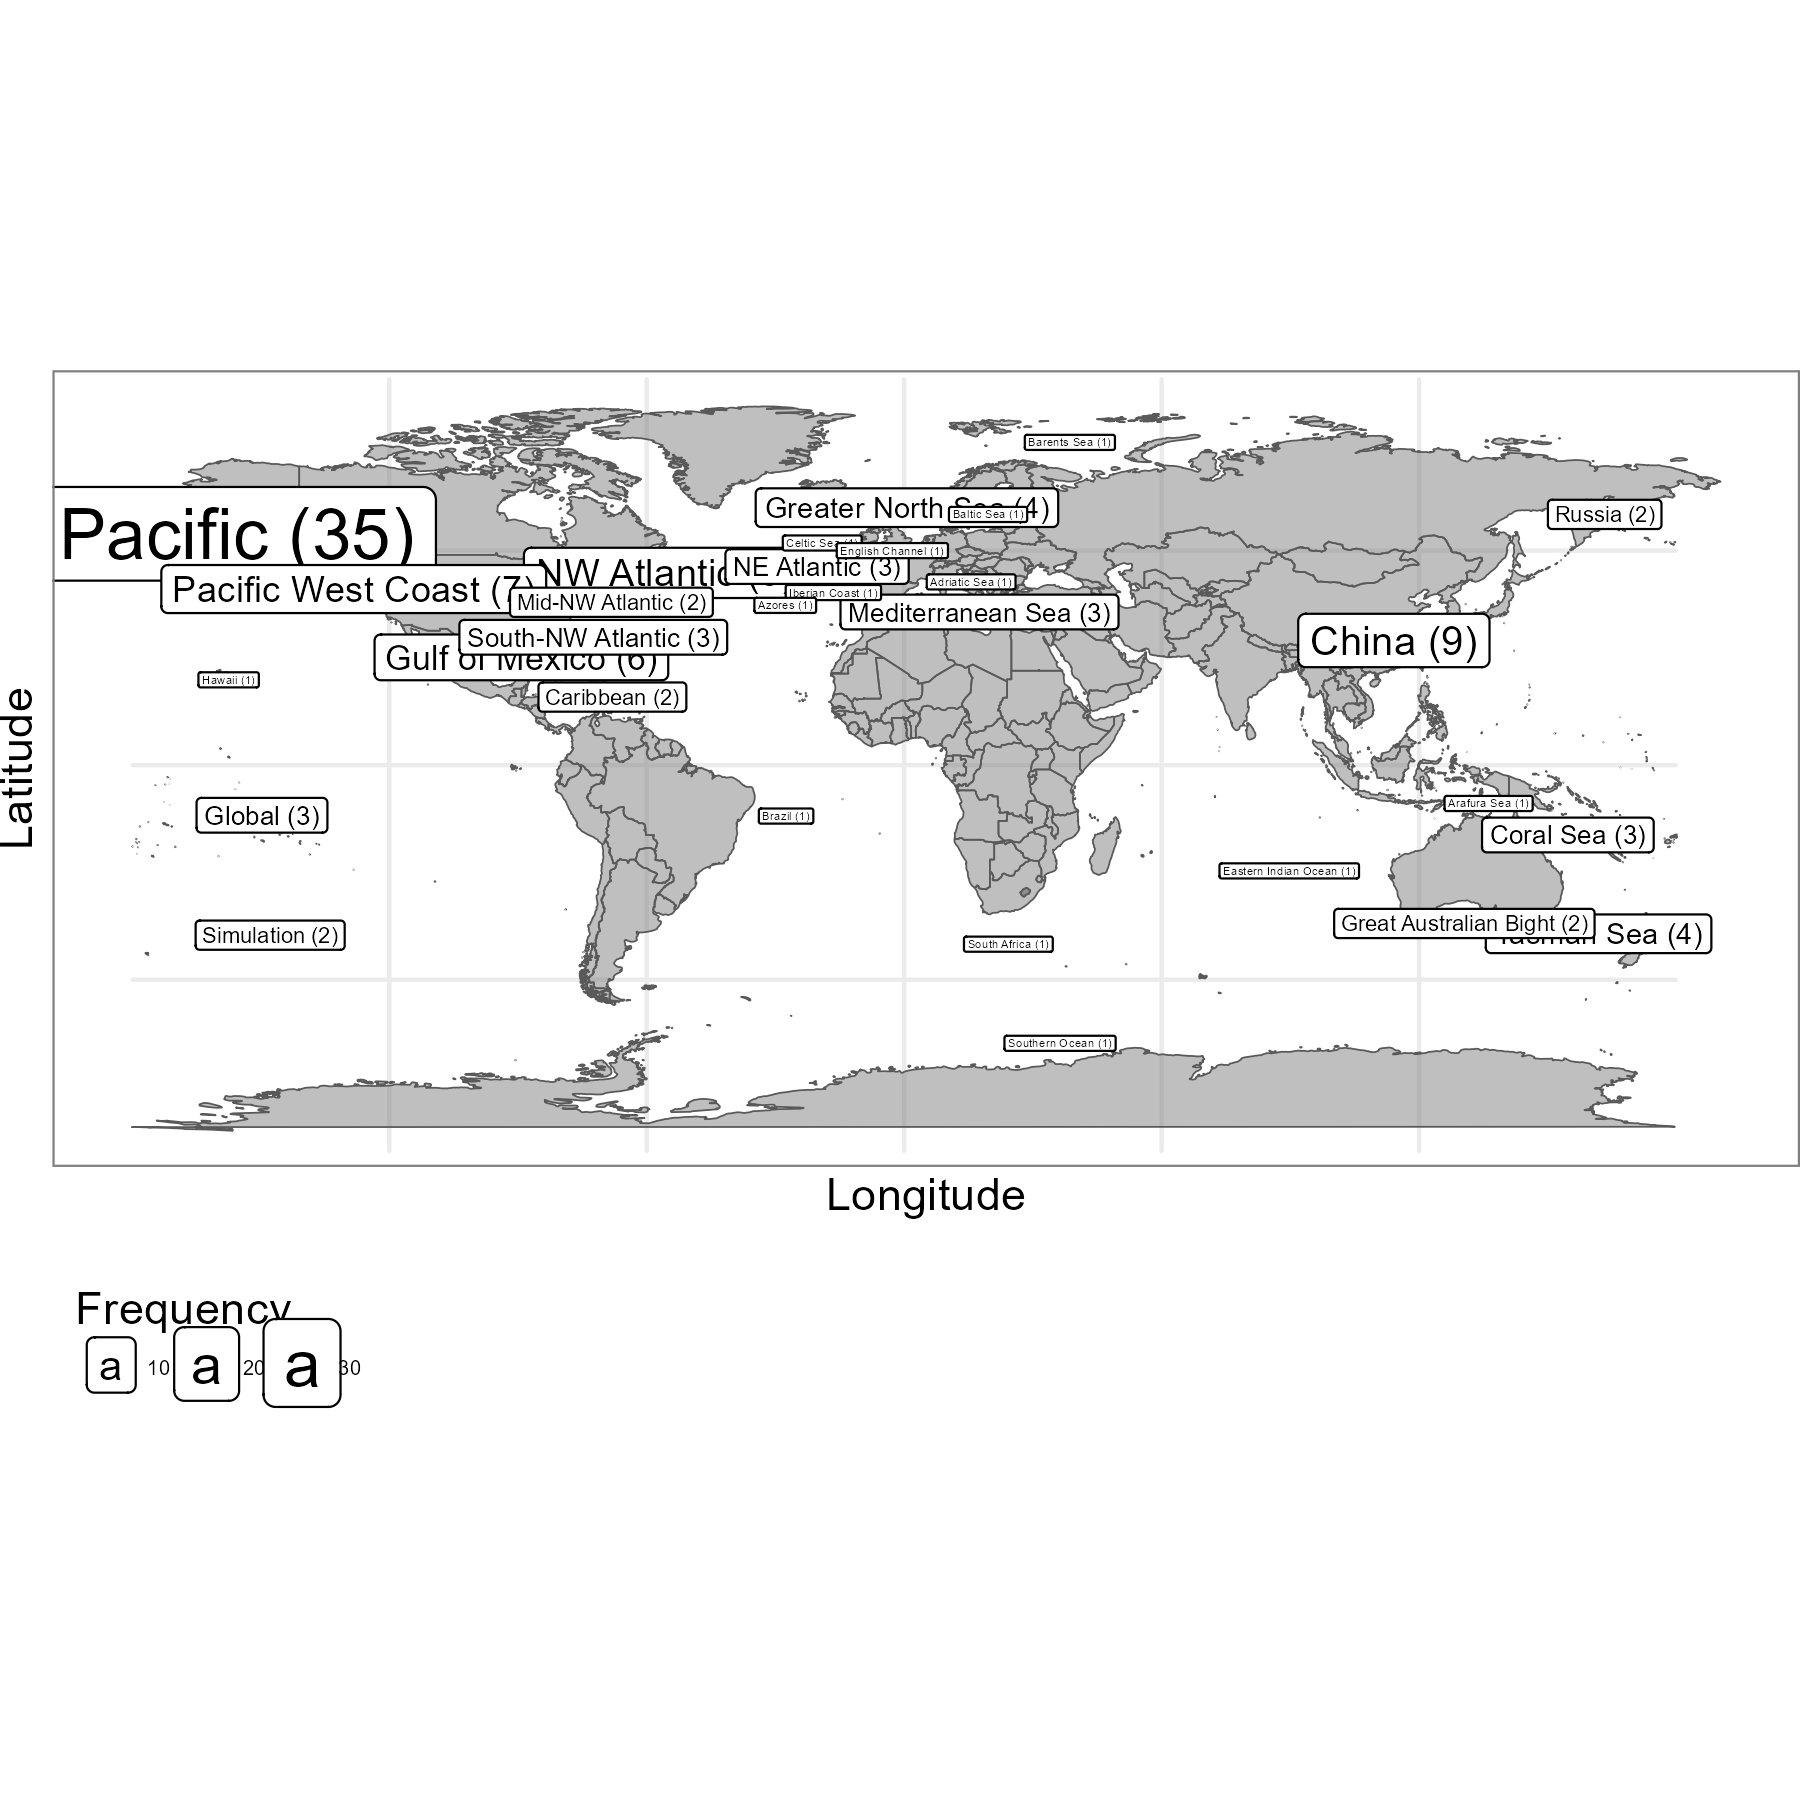 Barents Sea (1)
Greater North Sea (4)
Baltic Sea (1)
Russia (2)
Pacific (35)
Celtic Sea (1)
English Channel (1)
NW Atlantic
NE Atlantic (3)
Adriatic Sea (1)
Pacific West Coast (7)
Iberian Coast (1)
Mid-NW Atlantic (2)
Azores (1)
Mediterranean Sea (3)
South-NW Atlantic (3)
China (9)
Gulf of Mexico (6)
Hawaii (1)
Caribbean (2)
Latitude
Arafura Sea (1)
Global (3)
Brazil (1)
Coral Sea (3)
Eastern Indian Ocean (1)
Great Australian Bight (2)
Tasman Sea (4)
Simulation (2)
South Africa (1)
Southern Ocean (1)
Longitude
Frequency
a 10 a 20 a 30